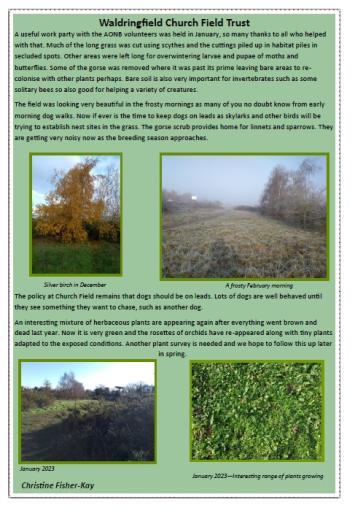 Waldringfield Church Field Trust
A useful work party with the AONB volunteers was held in January, so many thanks to all who helped
with that. Much of the long grass was cut using scythes and the cuttings piled up in habitat piles in
secluded spots. Other areas were left long for overwintering larvae and pupae of moths and
butterflies. Some of the gorse was removed where it was past its prime leaving bare areas to re-
colonise with other plants perhaps. Bare soil is also very important for invertebrates such as some
solitary bees so also good for helping a variety of creatures.
The field was looking very beautiful in the frosty mornings as many of you no doubt know from early
morning dog walks. Now if ever is the time to keep dogs on leads as skylarks and other birds will be
trying to establish nest sites in the grass. The gorse scrub provides home for linnets and sparrows. They
are getting very noisy now as the breeding season approaches.
Silver birch in December
A frosty February morning
The policy at Church Field remains that dogs should be on leads. Lots of dogs are well behaved until
they see something they want to chase, such as another dog.
An interesting mixture of herbaceous plants are appearing again after everything went brown and
dead last year. Now it is very green and the rosettes of orchids have re-appeared along with tiny plants
adapted to the exposed conditions. Another plant survey is needed and we hope to follow this up later
in spring.
January 2023
January 2023—Interesting range of plants growing
Christine Fisher-Kay